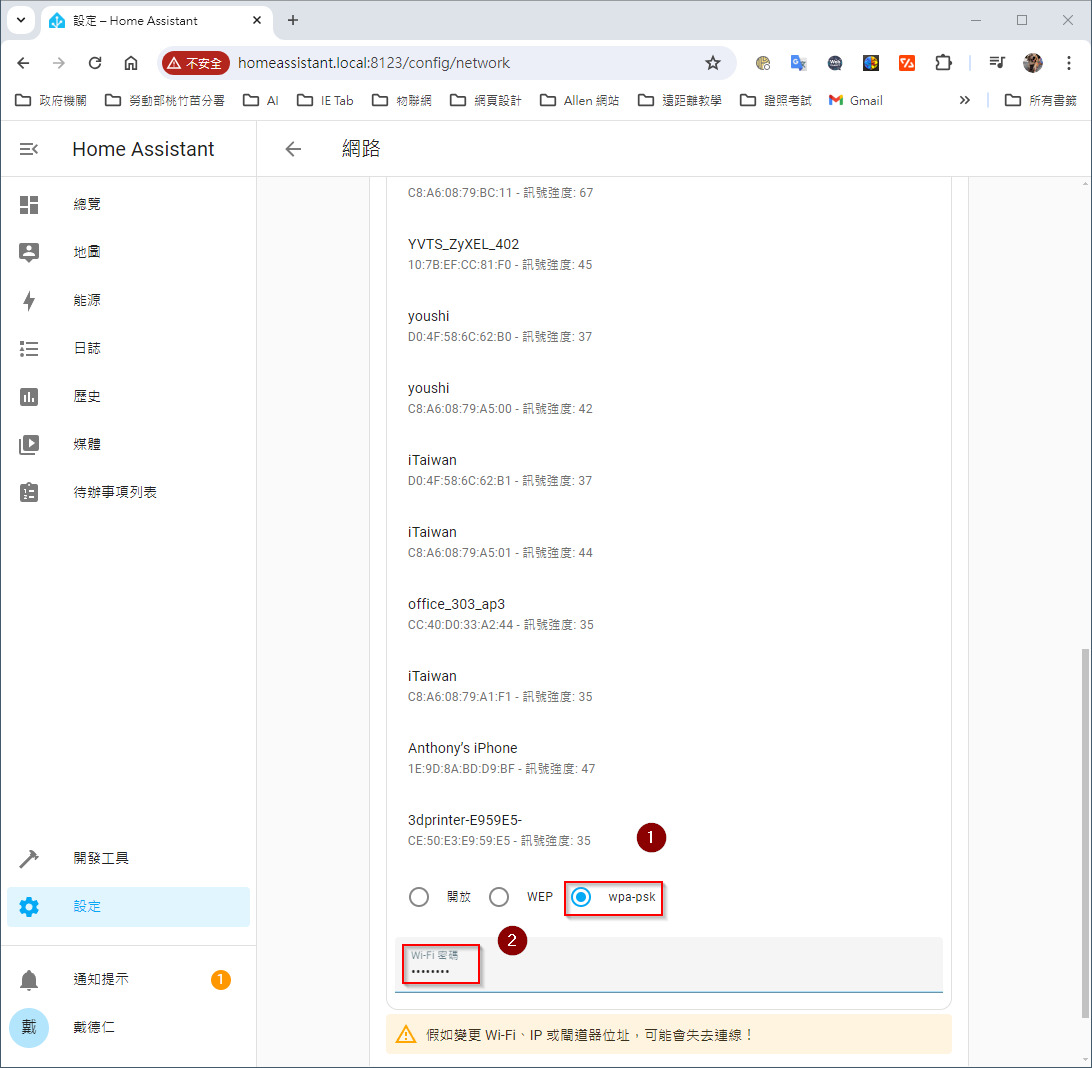 設定 – Home Assistant
不安全
homeassistant.local:8123/config/network
政府機關
勞動部桃竹苗分署
AI
IE Tab
物聯網
網頁設計
Allen 網站
遠距離教學
證照考試
Gmail
所有書籤
Home Assistant
網路
總覽
地圖
能源
日誌
歷史
媒體
待辦事項列表
開發工具
設定
通知提示
1
戴
戴德仁
C8:A6:08:79:BC:11 - 訊號強度: 67
YVTS_ZyXEL_402
10:7B:EF:CC:81:F0 - 訊號強度: 45
youshi
D0:4F:58:6C:62:B0 - 訊號強度: 37
youshi
C8:A6:08:79:A5:00 - 訊號強度: 42
iTaiwan
D0:4F:58:6C:62:B1 - 訊號強度: 37
iTaiwan
C8:A6:08:79:A5:01 - 訊號強度: 44
office_303_ap3
CC:40:D0:33:A2:44 - 訊號強度: 35
iTaiwan
C8:A6:08:79:A1:F1 - 訊號強度: 35
Anthony’s iPhone
1E:9D:8A:BD:D9:BF - 訊號強度: 47
3dprinter-E959E5-
CE:50:E3:E9:59:E5 - 訊號強度: 35
1
開放
WEP
wpa-psk
2
Wi-Fi 密碼
••••••••
假如變更 Wi-Fi、IP 或閘道器位址，可能會失去連線！